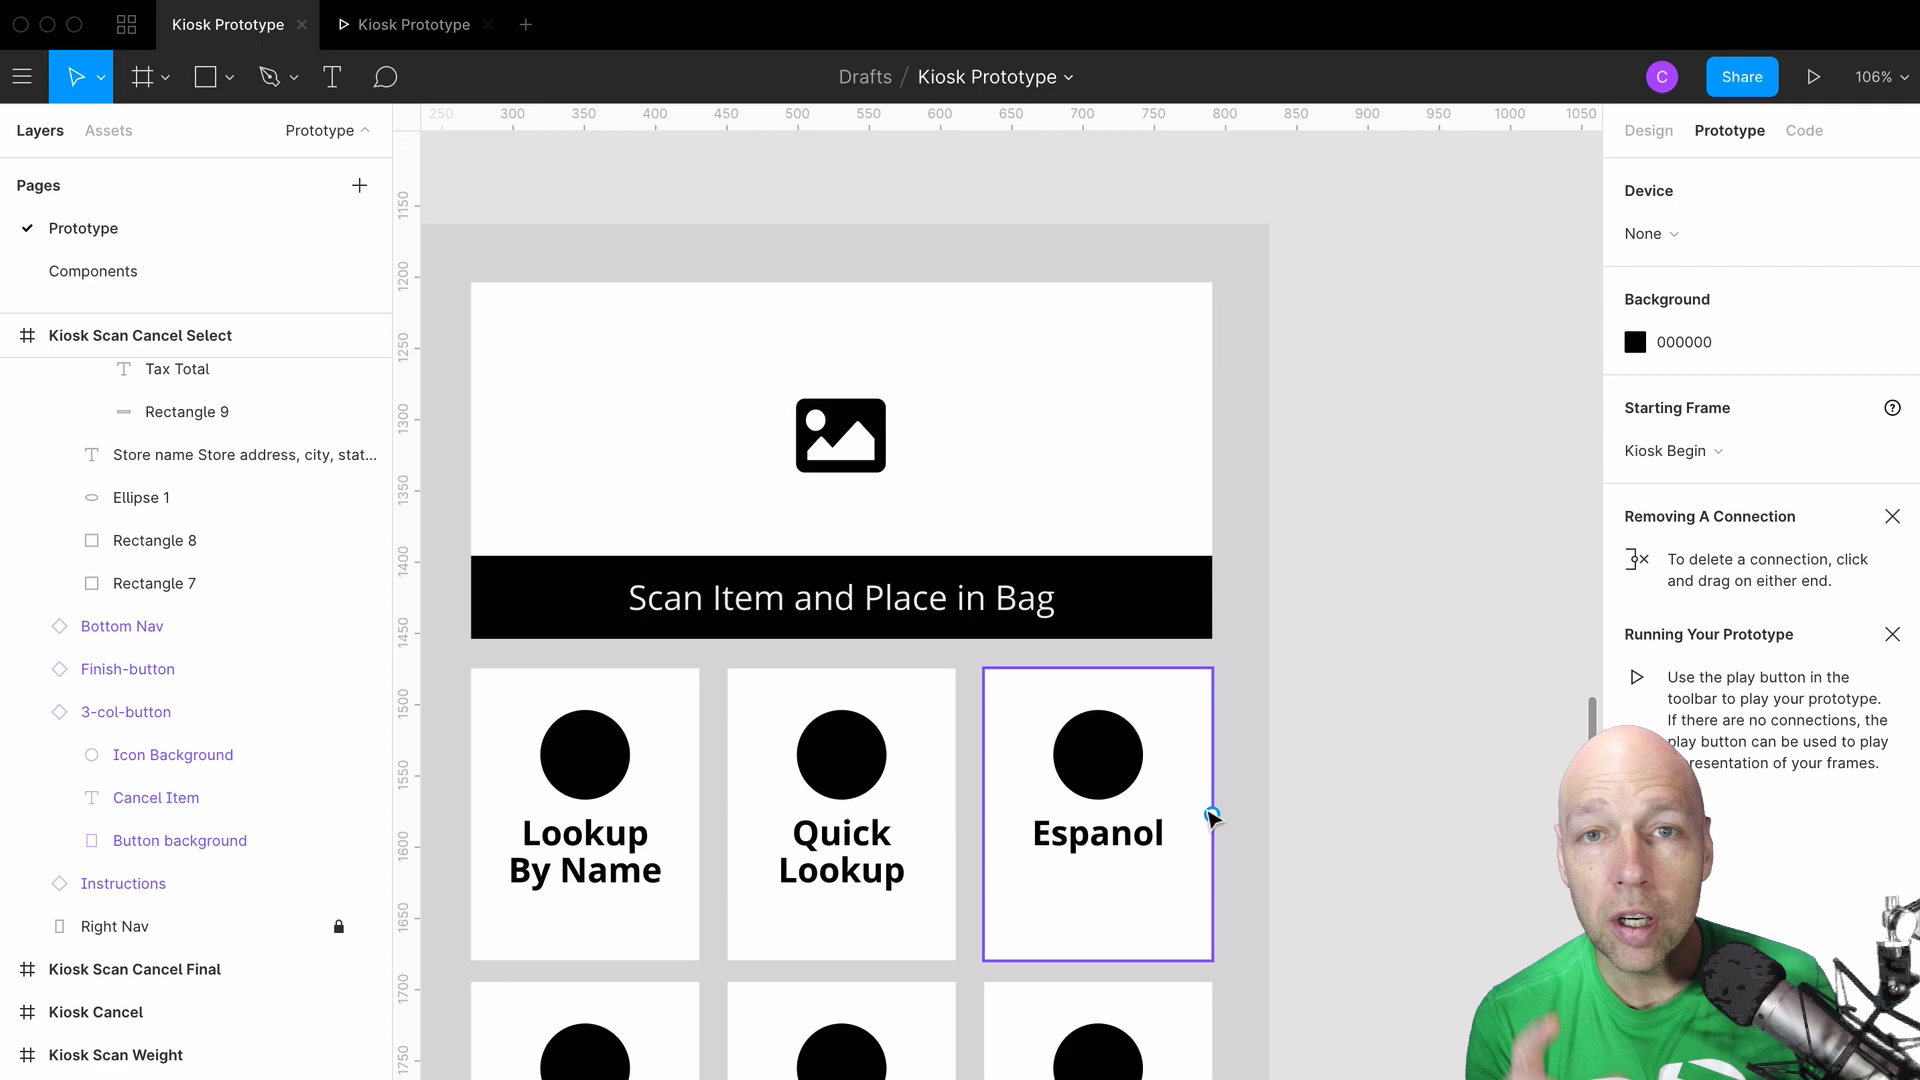 Kiosk Prototype
Kiosk Prototype
Drafts / Kiosk Prototype
C
Share
106%
Layers
Assets
Prototype
Pages
Prototype
Components
Kiosk Scan Cancel Select
Tax Total
Rectangle 9
Store name Store address, city, stat...
Ellipse 1
Rectangle 8
Rectangle 7
Bottom Nav
Finish-button
3-col-button
Icon Background
Cancel Item
Button background
Instructions
Right Nav
Kiosk Scan Cancel Final
Kiosk Cancel
Kiosk Scan Weight
250 300 350 400 450 500 550 600 650 700 750 800 850 900 950 1000 1050
1150
1200
1250
1300
1350
1400
1450
1500
1550
1600
1650
1700
1750
Scan Item and Place in Bag
Lookup
By Name
Quick
Lookup
Espanol
Design
Prototype
Code
Device
None
Background
000000
Starting Frame
Kiosk Begin
Removing A Connection
To delete a connection, click
and drag on either end.
Running Your Prototype
Use the play button in the
toolbar to play your prototype.
If there are no connections, the
play button can be used to play
resentation of your frames.